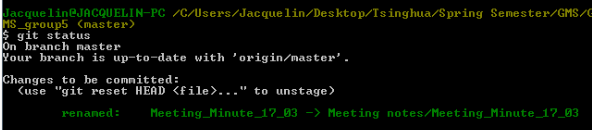 Jacquelin@JACQUELIN-PC /C/Users/Jacquelin/Desktop/Tsinghua/Spring Semester/GMS/G
MS_group5 (master)
$ git status
On branch master
Your branch is up-to-date with 'origin/master'.
Changes to be committed:
(use "git reset HEAD <file>..." to unstage)
renamed: Meeting_Minute_17_03 -> Meeting notes/Meeting_Minute_17_03